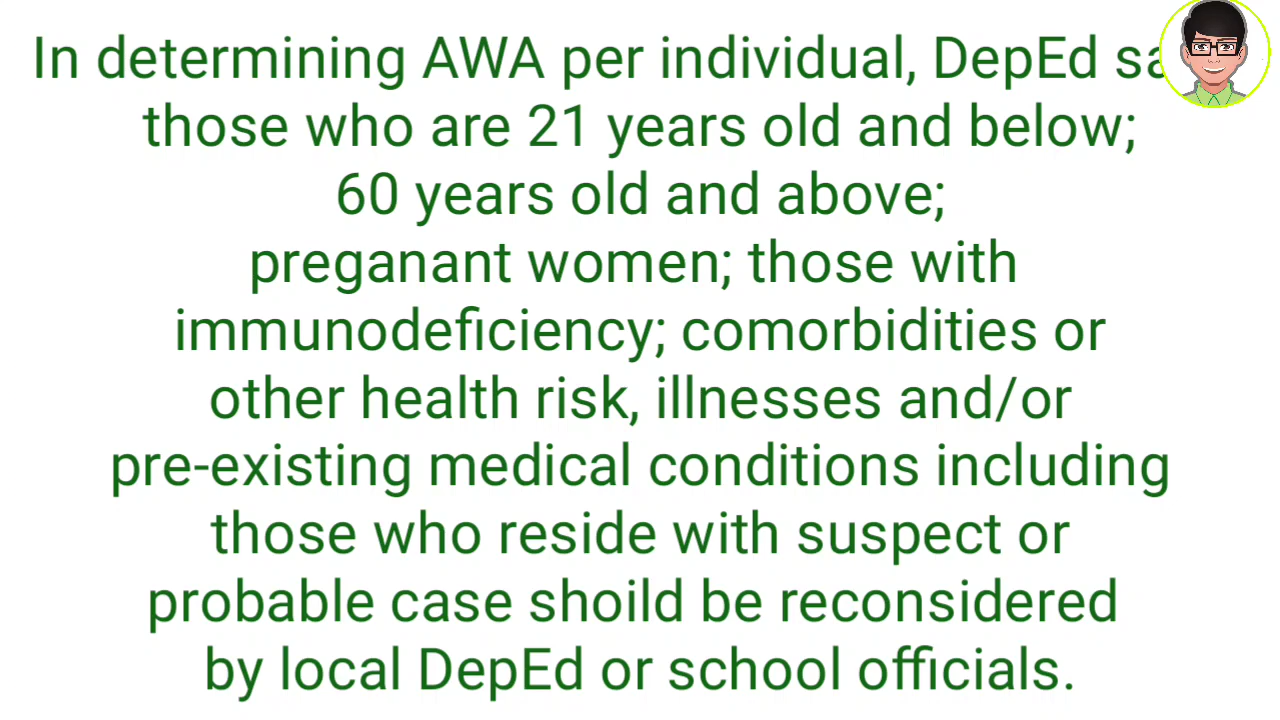 In determining AWA per individual, DepEd
those who are 21 years old and below;
60 years old and above;
preganant women; those with
immunodeficiency; comorbidities or
other health risk, illnesses and/or
pre-existing medical conditions including
those who reside with suspect or
probable case shoild be reconsidered
by local DepEd or school officials.